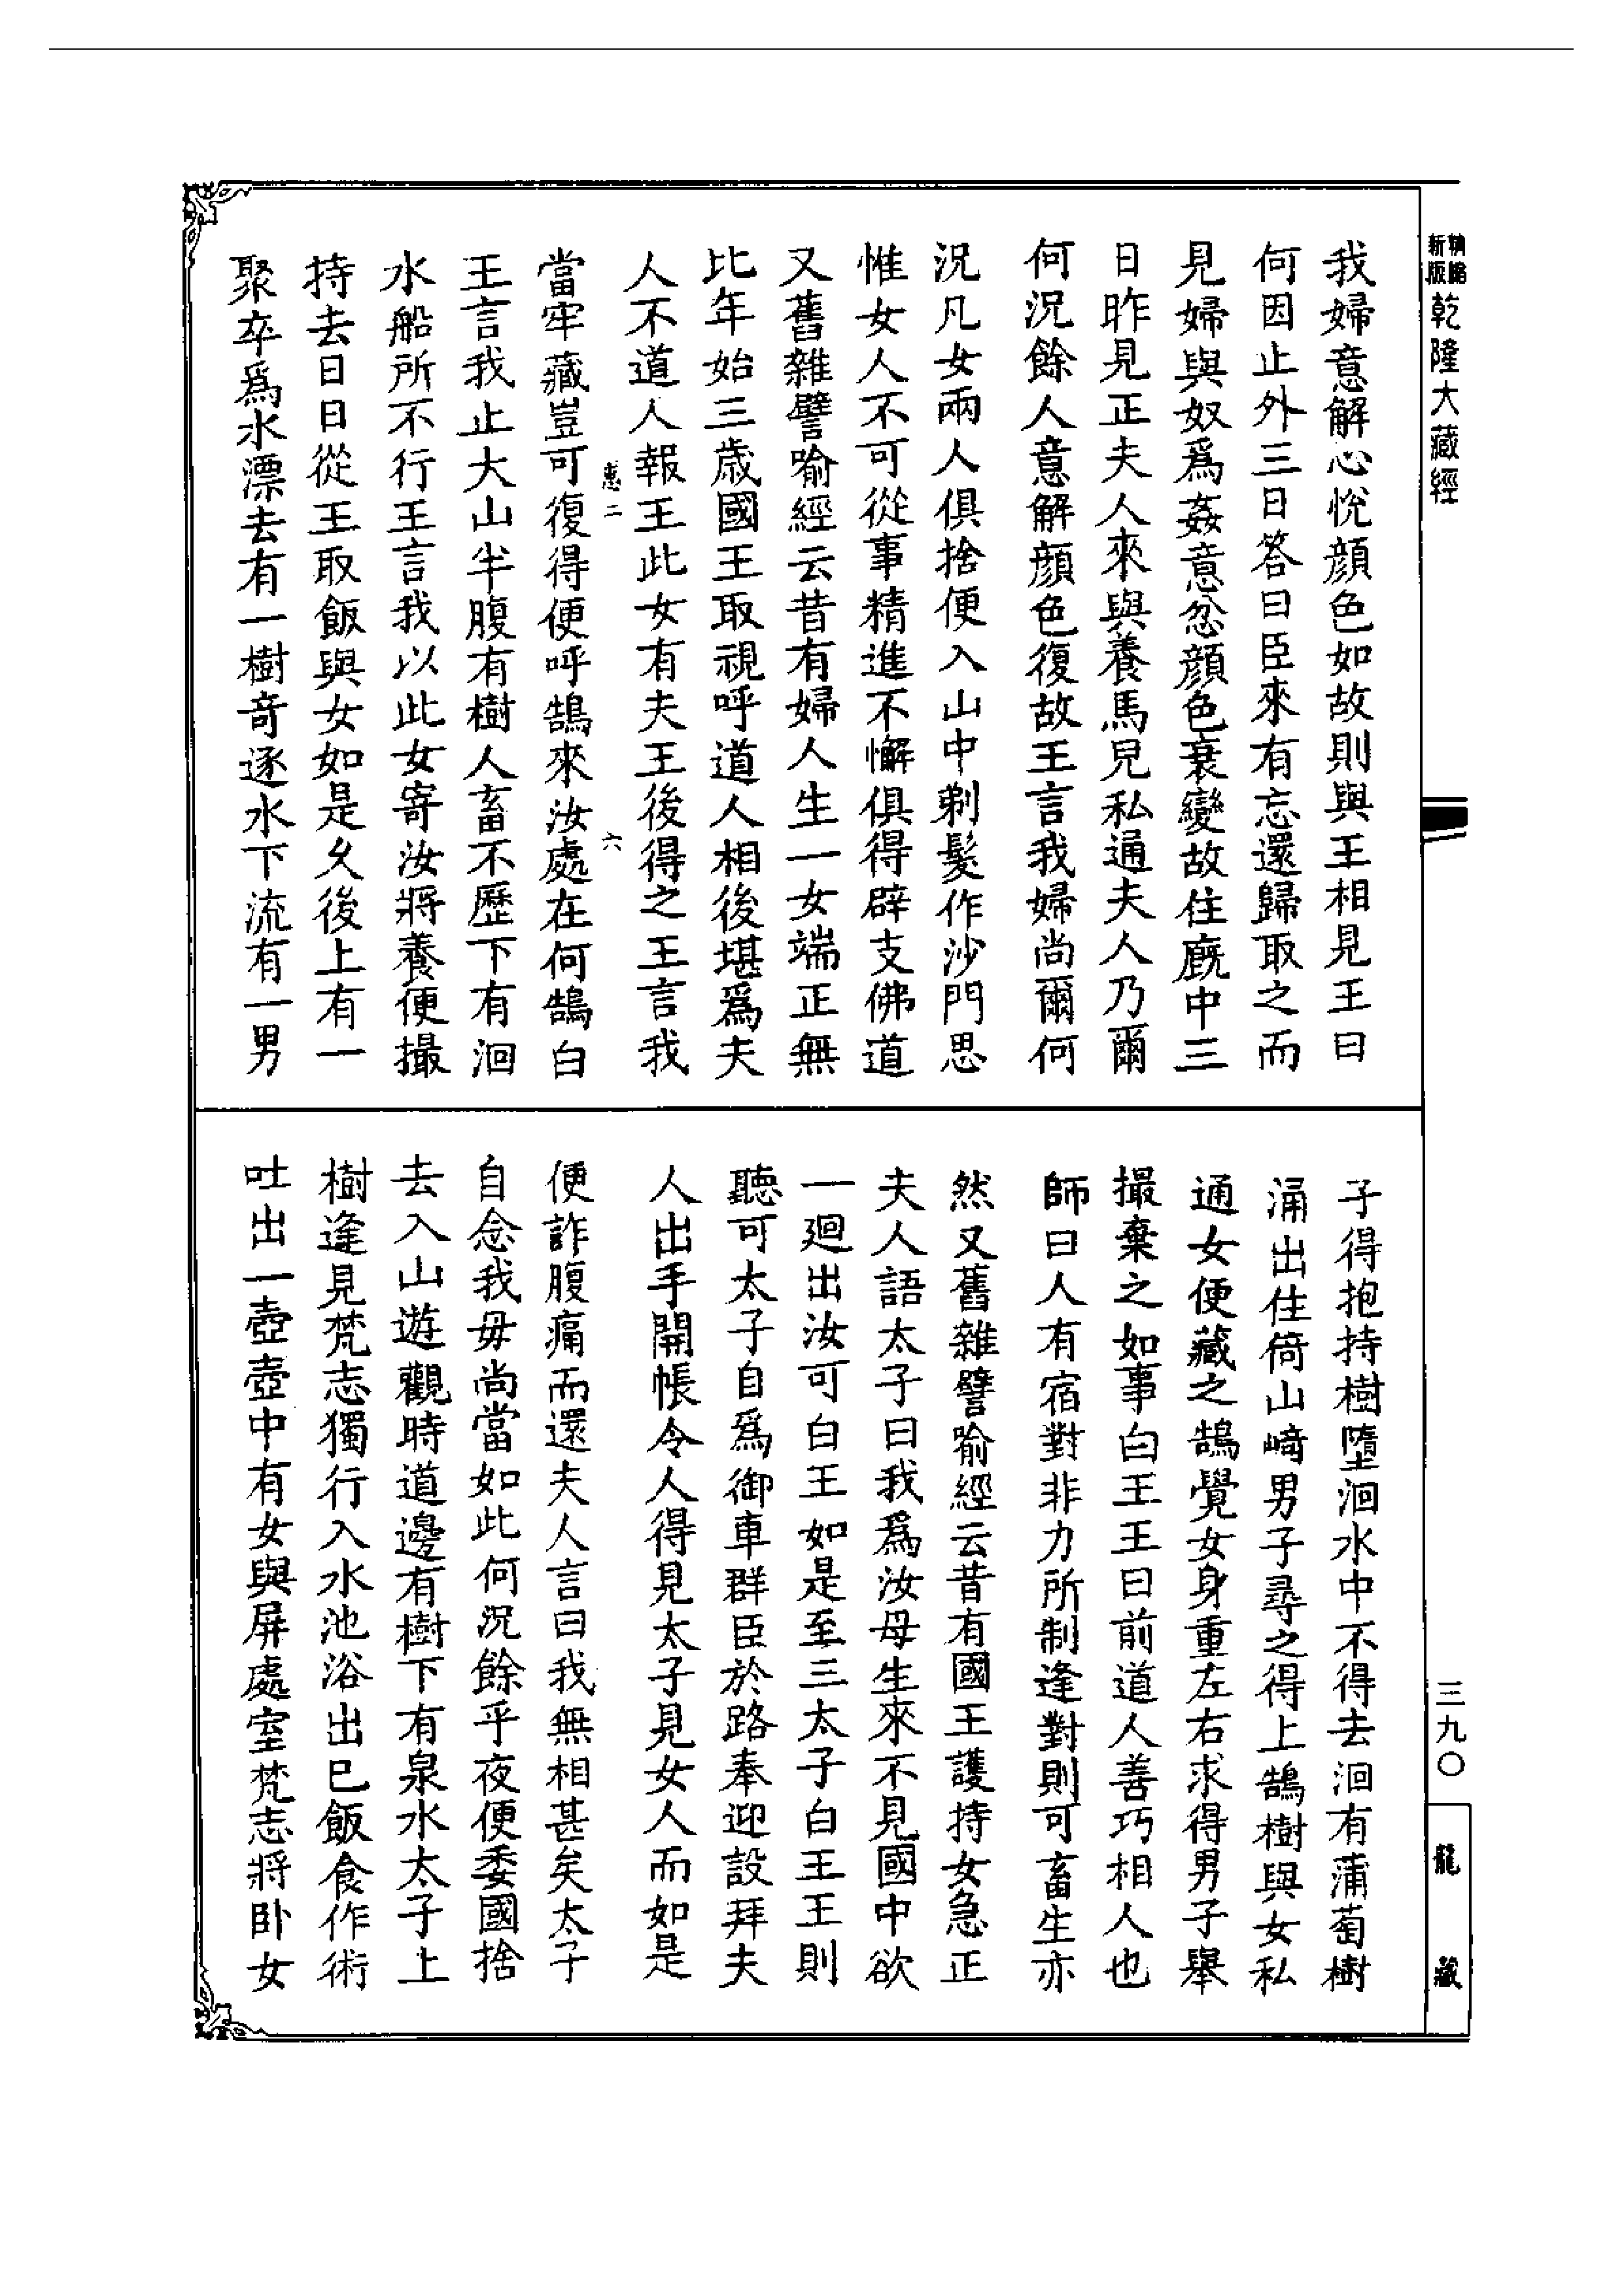 新版
乾隆大藏經
我婦意解心悅顔色如故則與王相見王曰
何因止外三日答曰臣來有忘還歸取之而
見婦與奴爲姦意忿顔色衰變故住廐中三
日昨見正夫人來與養馬兒私通夫人乃爾
何況餘人意解顔色復故王言我婦尚爾何
況凡女兩人俱捨便入山中剃髮作沙門思
惟女人不可從事精進不懈俱得辟支佛道
又舊雜譬喻經云昔有婦人生一女端正無
比年始三歲國王取視呼道人相後堪爲夫
人不道人報王此女有夫王後得之王言我
惠二 六
當牢藏豈可復得便呼鵠來汝處在何鵠白
王言我止大山半腹有樹人畜不歷下有洄
水船所不行王言我以此女寄汝將養便撮
持去日日從王取飯與女如是久後上有一
聚卒爲水漂去有一樹竒逐水下流有一男
子得抱持樹墮洄水中不得去洄有蒲萄樹
涌出住倚山﨑男子尋之得上鵠樹與女私
通女便藏之鵠覺女身重左右求得男子舉
撮棄之如事白王王曰前道人善巧相人也
師曰人有宿對非力所制逢對則可畜生亦
然又舊雜譬喻經云昔有國王護持女急正
夫人語太子曰我爲汝母生來不見國中欲
一迴出汝可白王如是至三太子白王王則
聽可太子自爲御車群臣於路奉迎設拜夫
人出手開帳令人得見太子見女人而如是
便詐腹痛而還夫人言曰我無相甚矣太子
自念我毋尚當如此何況餘乎夜便委國捨
去入山遊觀時道邊有樹下有泉水太子上
樹逢見梵志獨行入水池浴出巳飯食作術
吐出一壺壺中有女與屏處室梵志將卧女
三九〇
龍藏